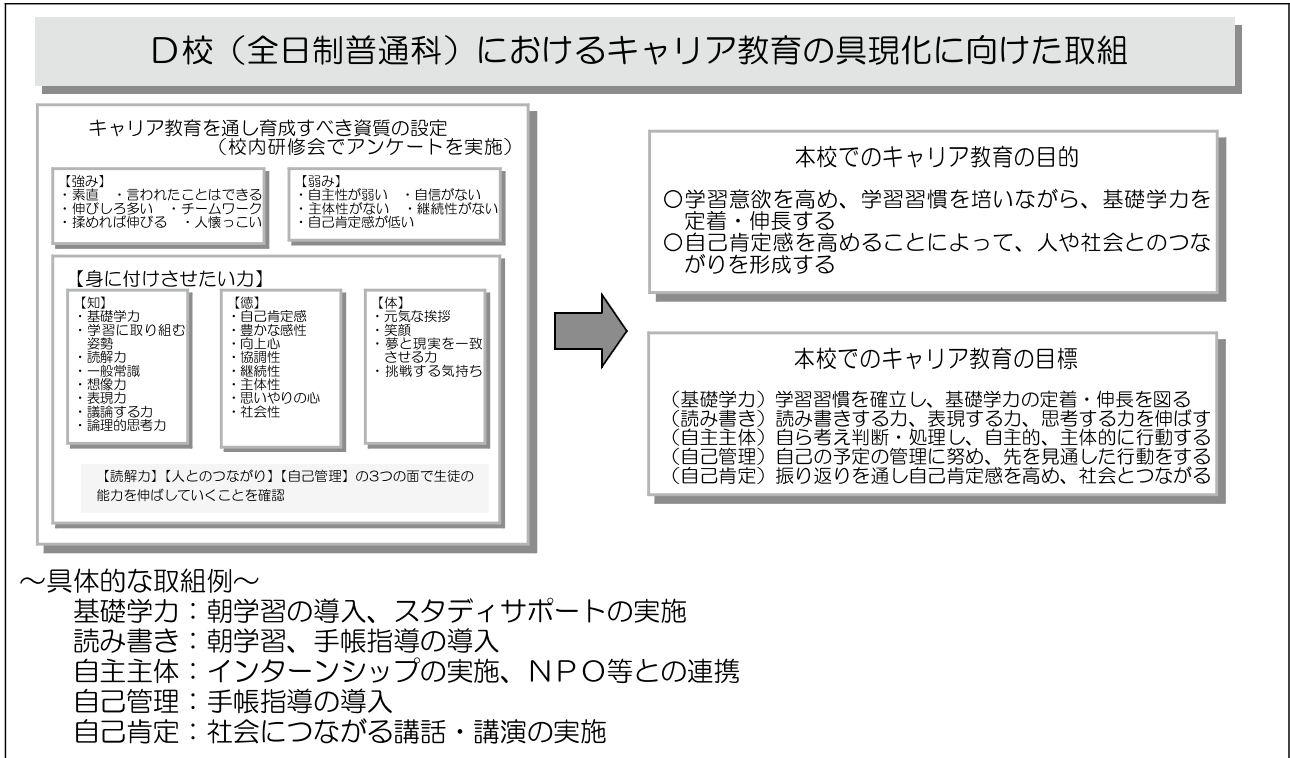 D校（全日制普通科）におけるキャリア教育の具現化に向けた取組
キャリア教育を通し育成すべき資質の設定
（校内研修会でアンケートを実施）
【強み】
・素直　・言われたことはできる
・伸びしろ多い　・チームワーク
・揉めれば伸びる　・人懐っこい
【弱み】
・自主性が弱い　・自信がない
・主体性がない　・継続性がない
・自己肯定感が低い
【身に付けさせたい力】
【知】
・基礎学力
・学習に取り組む
姿勢
・読解力
・一般常識
・想像力
・表現力
・議論する力
・論理的思考力
【徳】
・自己肯定感
・豊かな感性
・向上心
・協調性
・継続性
・主体性
・思いやりの心
・社会性
【体】
・元気な挨拶
・笑顔
・夢と現実を一致
させる力
・挑戦する気持ち
【読解力】【人とのつながり】【自己管理】の3つの面で生徒の
能力を伸ばしていくことを確認
本校でのキャリア教育の目的
○学習意欲を高め、学習習慣を培いながら、基礎学力を
定着・伸長する
○自己肯定感を高めることによって、人や社会とのつな
がりを形成する
本校でのキャリア教育の目標
（基礎学力）学習習慣を確立し、基礎学力の定着・伸長を図る
（読み書き）読み書きする力、表現する力、思考する力を伸ばす
（自主主体）自ら考え判断・処理し、自主的、主体的に行動する
（自己管理）自己の予定の管理に努め、先を見通した行動をする
（自己肯定）振り返りを通し自己肯定感を高め、社会とつながる
～具体的な取組例～
基礎学力：朝学習の導入、スタディサポートの実施
読み書き：朝学習、手帳指導の導入
自主主体：インターンシップの実施、ＮＰＯ等との連携
自己管理：手帳指導の導入
自己肯定：社会につながる講話・講演の実施